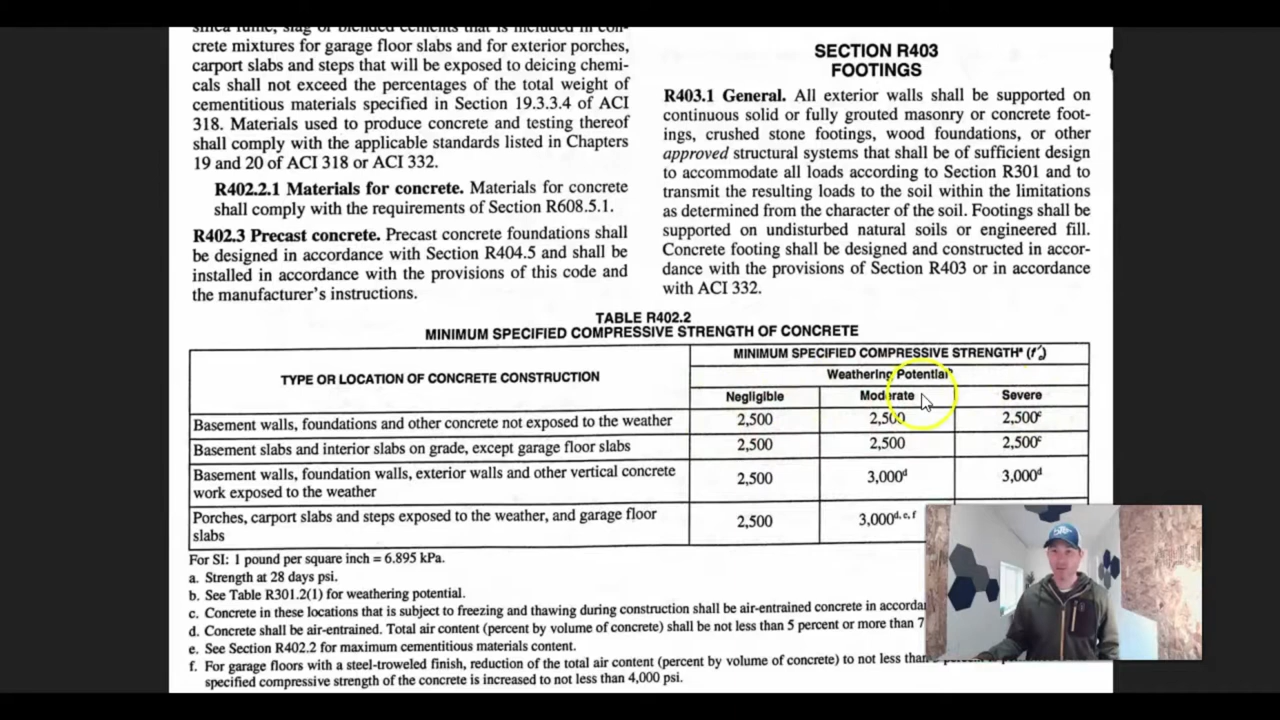 silica fume, slag or blended cements that is included in con-
crete mixtures for garage floor slabs and for exterior porches,
carport slabs and steps that will be exposed to deicing chemi-
cals shall not exceed the percentages of the total weight of
cementitious materials specified in Section 19.3.3.4 of ACI
318. Materials used to produce concrete and testing thereof
shall comply with the applicable standards listed in Chapters
19 and 20 of ACI 318 or ACI 332.
R402.2.1 Materials for concrete. Materials for concrete
shall comply with the requirements of Section R608.5.1.
R402.3 Precast concrete. Precast concrete foundations shall
be designed in accordance with Section R404.5 and shall be
installed in accordance with the provisions of this code and
the manufacturer's instructions.
SECTION R403
FOOTINGS
R403.1 General. All exterior walls shall be supported on
continuous solid or fully grouted masonry or concrete foot-
ings, crushed stone footings, wood foundations, or other
approved structural systems that shall be of sufficient design
to accommodate all loads according to Section R301 and to
transmit the resulting loads to the soil within the limitations
as determined from the character of the soil. Footings shall be
supported on undisturbed natural soils or engineered fill.
Concrete footing shall be designed and constructed in accor-
dance with the provisions of Section R403 or in accordance
with ACI 332.
TABLE R402.2
MINIMUM SPECIFIED COMPRESSIVE STRENGTH OF CONCRETE
TYPE OR LOCATION OF CONCRETE CONSTRUCTION
MINIMUM SPECIFIED COMPRESSIVE STRENGTHª (f'c)
Weathering Potentialᵇ
Negligible Moderate Severe
Basement walls, foundations and other concrete not exposed to the weather 2,500 2,500 2,500ᶜ
Basement slabs and interior slabs on grade, except garage floor slabs 2,500 2,500 2,500ᶜ
Basement walls, foundation walls, exterior walls and other vertical concrete
work exposed to the weather 2,500 3,000ᵈ 3,000ᵈ
Porches, carport slabs and steps exposed to the weather, and garage floor
slabs 2,500 3,000ᵈ, ᵉ, ᶠ
For SI: 1 pound per square inch = 6.895 kPa.
a. Strength at 28 days psi.
b. See Table R301.2(1) for weathering potential.
c. Concrete in these locations that is subject to freezing and thawing during construction shall be air-entrained concrete in
d. Concrete shall be air-entrained. Total air content (percent by volume of concrete) shall be not less than 5 percent or more than 7
e. See Section R402.2 for maximum cementitious materials content.
f. For garage floors with a steel-troweled finish, reduction of the total air content (percent by volume of concrete) to not less than
specified compressive strength of the concrete is increased to not less than 4,000 psi.